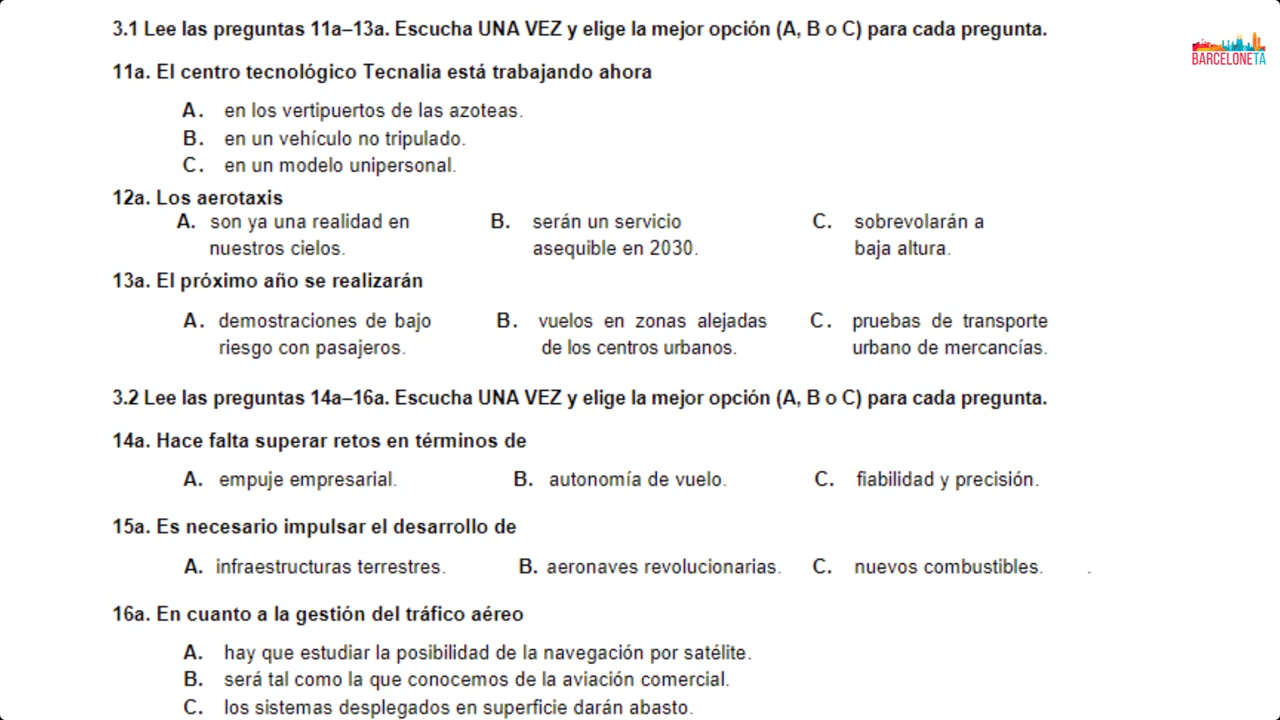 3.1 Lee las preguntas 11a–13a. Escucha UNA VEZ y elige la mejor opción (A, B o C) para cada pregunta.
BARCELONETA
11a. El centro tecnológico Tecnalia está trabajando ahora
A. en los vertipuertos de las azoteas.
B. en un vehículo no tripulado.
C. en un modelo unipersonal.
12a. Los aerotaxis
A. son ya una realidad en B. serán un servicio C. sobrevolarán a
nuestros cielos. asequible en 2030. baja altura.
13a. El próximo año se realizarán
A. demostraciones de bajo B. vuelos en zonas alejadas C. pruebas de transporte
riesgo con pasajeros. de los centros urbanos. urbano de mercancías.
3.2 Lee las preguntas 14a–16a. Escucha UNA VEZ y elige la mejor opción (A, B o C) para cada pregunta.
14a. Hace falta superar retos en términos de
A. empuje empresarial. B. autonomía de vuelo. C. fiabilidad y precisión.
15a. Es necesario impulsar el desarrollo de
A. infraestructuras terrestres. B. aeronaves revolucionarias. C. nuevos combustibles. .
16a. En cuanto a la gestión del tráfico aéreo
A. hay que estudiar la posibilidad de la navegación por satélite.
B. será tal como la que conocemos de la aviación comercial.
C. los sistemas desplegados en superficie darán abasto.